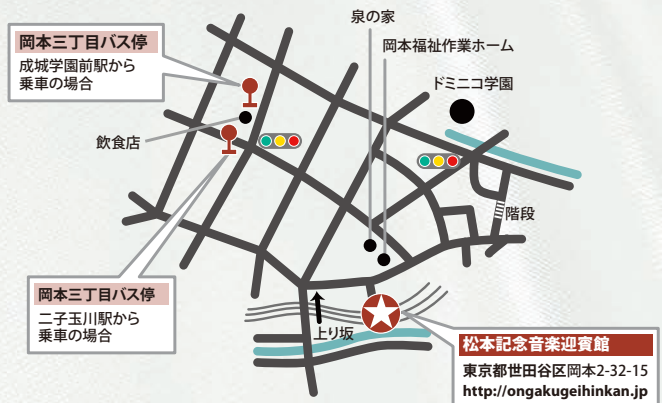 泉の家
岡本福祉作業ホーム
岡本三丁目バス停
成城学園前駅から
乗車の場合
ドミニコ学園
飲食店
階段
岡本三丁目バス停
二子玉川駅から
乗車の場合
上り坂
松本記念音楽迎賓館
東京都世田谷区岡本2-32-15
http://ongakugeihinkan.jp